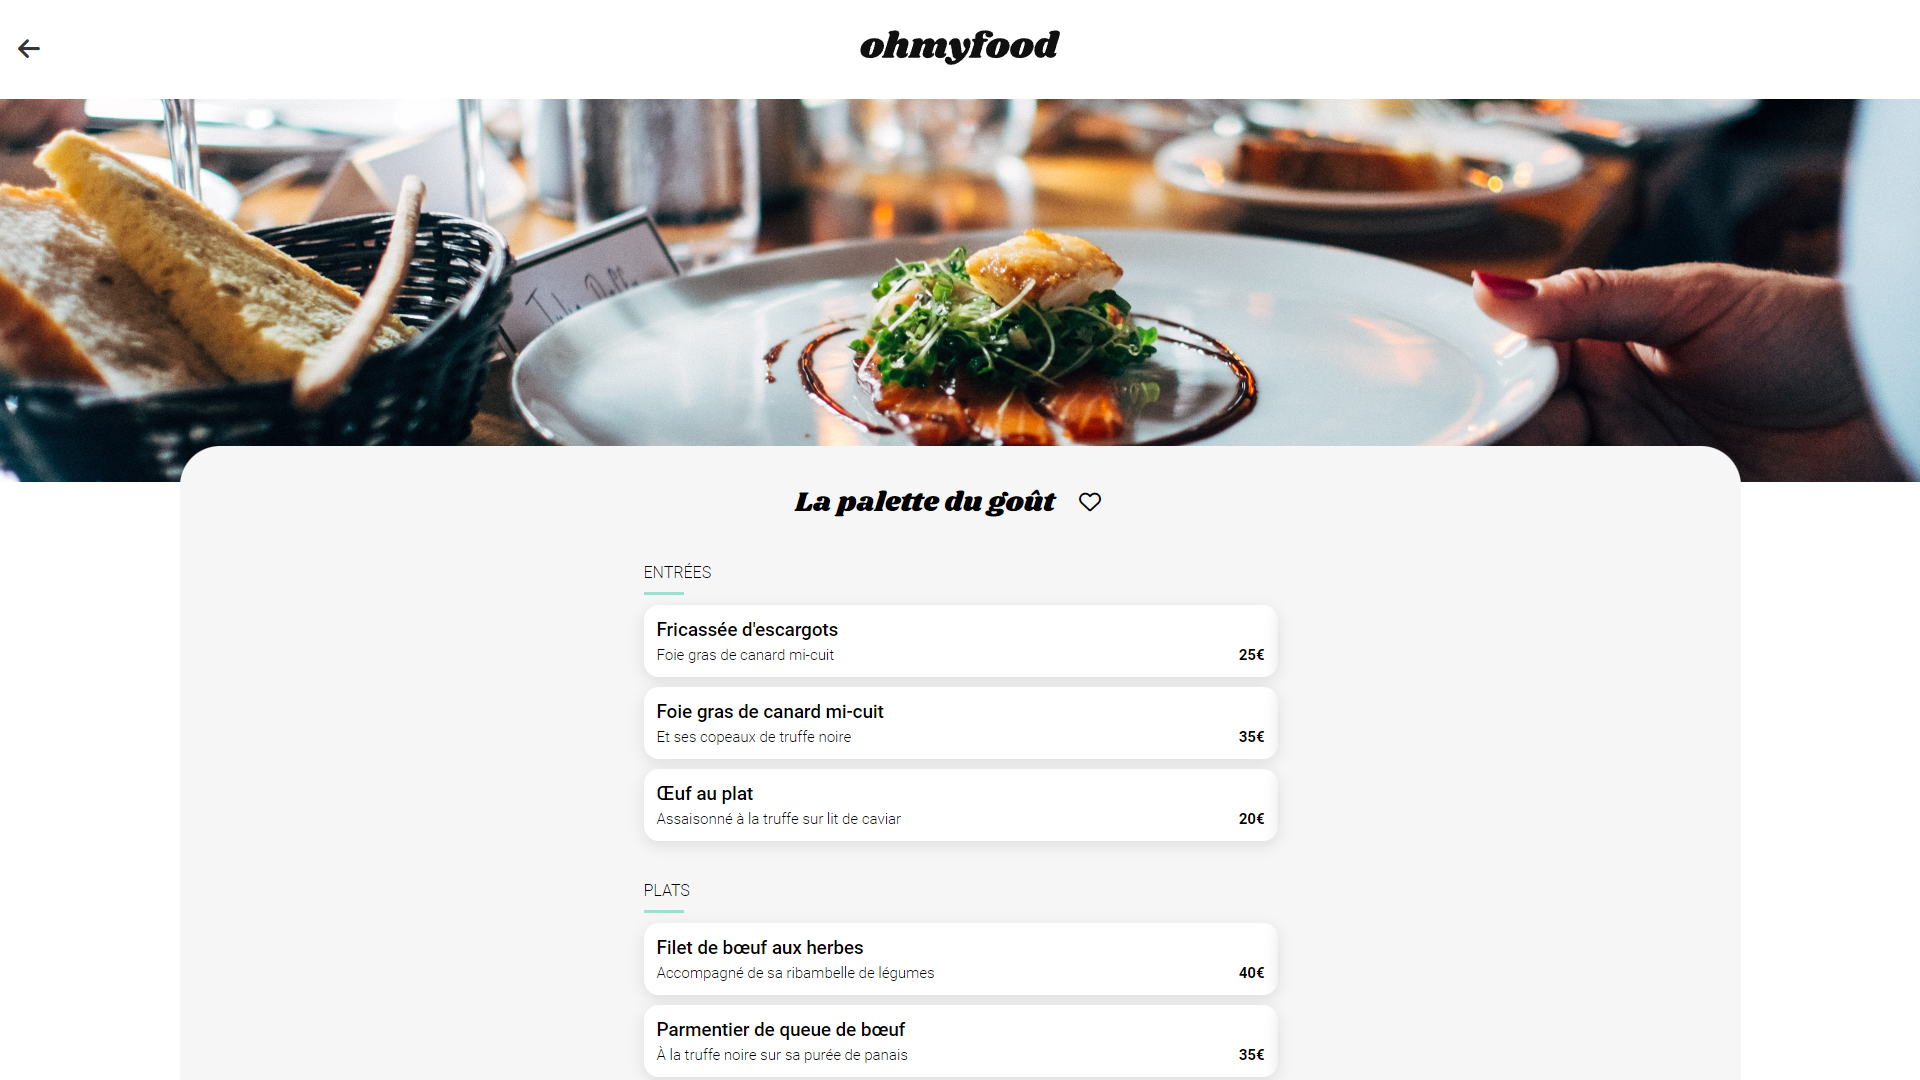 ohmyfood
La palette du goût
ENTRÉES
Fricassée d'escargots
Foie gras de canard mi-cuit
25€
Foie gras de canard mi-cuit
Et ses copeaux de truffe noire
35€
Œuf au plat
Assaisonné à la truffe sur lit de caviar
20€
PLATS
Filet de bœuf aux herbes
Accompagné de sa ribambelle de légumes
40€
Parmentier de queue de bœuf
À la truffe noire sur sa purée de panais
35€